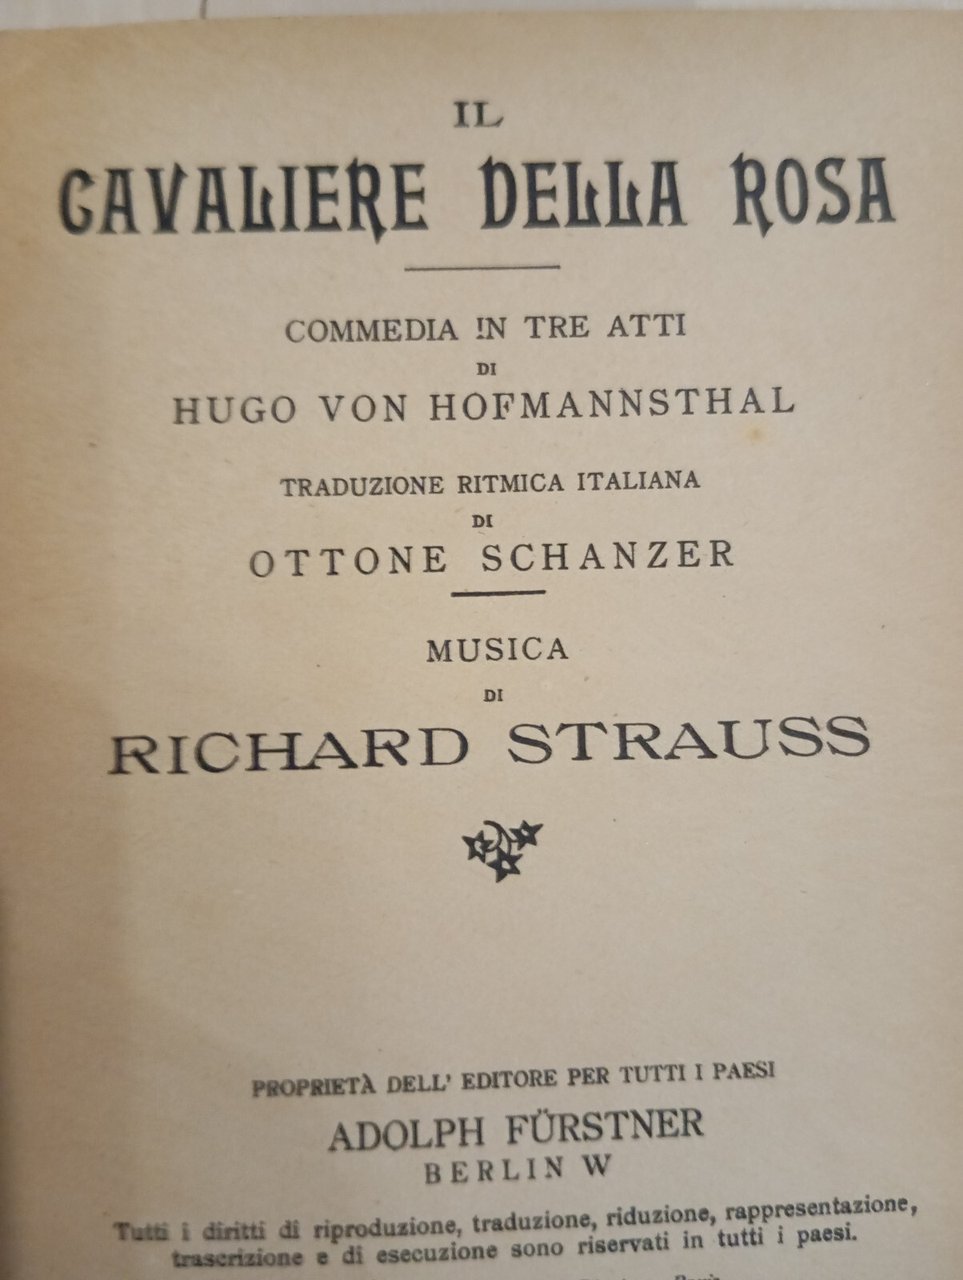 IL
CAVALIERE DELLA ROSA
COMMEDIA IN TRE ATTI
DI
HUGO VON HOFMANNSTHAL
TRADUZIONE RITMICA ITALIANA
DI
OTTONE SCHANZER
MUSICA
DI
RICHARD STRAUSS
PROPRIETÀ DELL' EDITORE PER TUTTI I PAESI
ADOLPH FÜRSTNER
BERLIN W
Tutti i diritti di riproduzione, traduzione, riduzione, rappresentazione,
trascrizione e di esecuzione sono riservati in tutti i paesi.